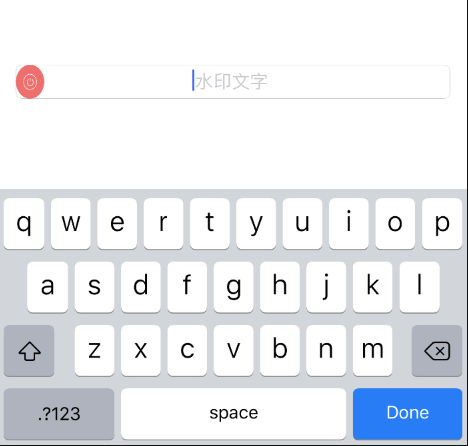 水印文字
q w e r t y u i o p
a s d f g h j k l
z x c v b n m
.?123 space Done